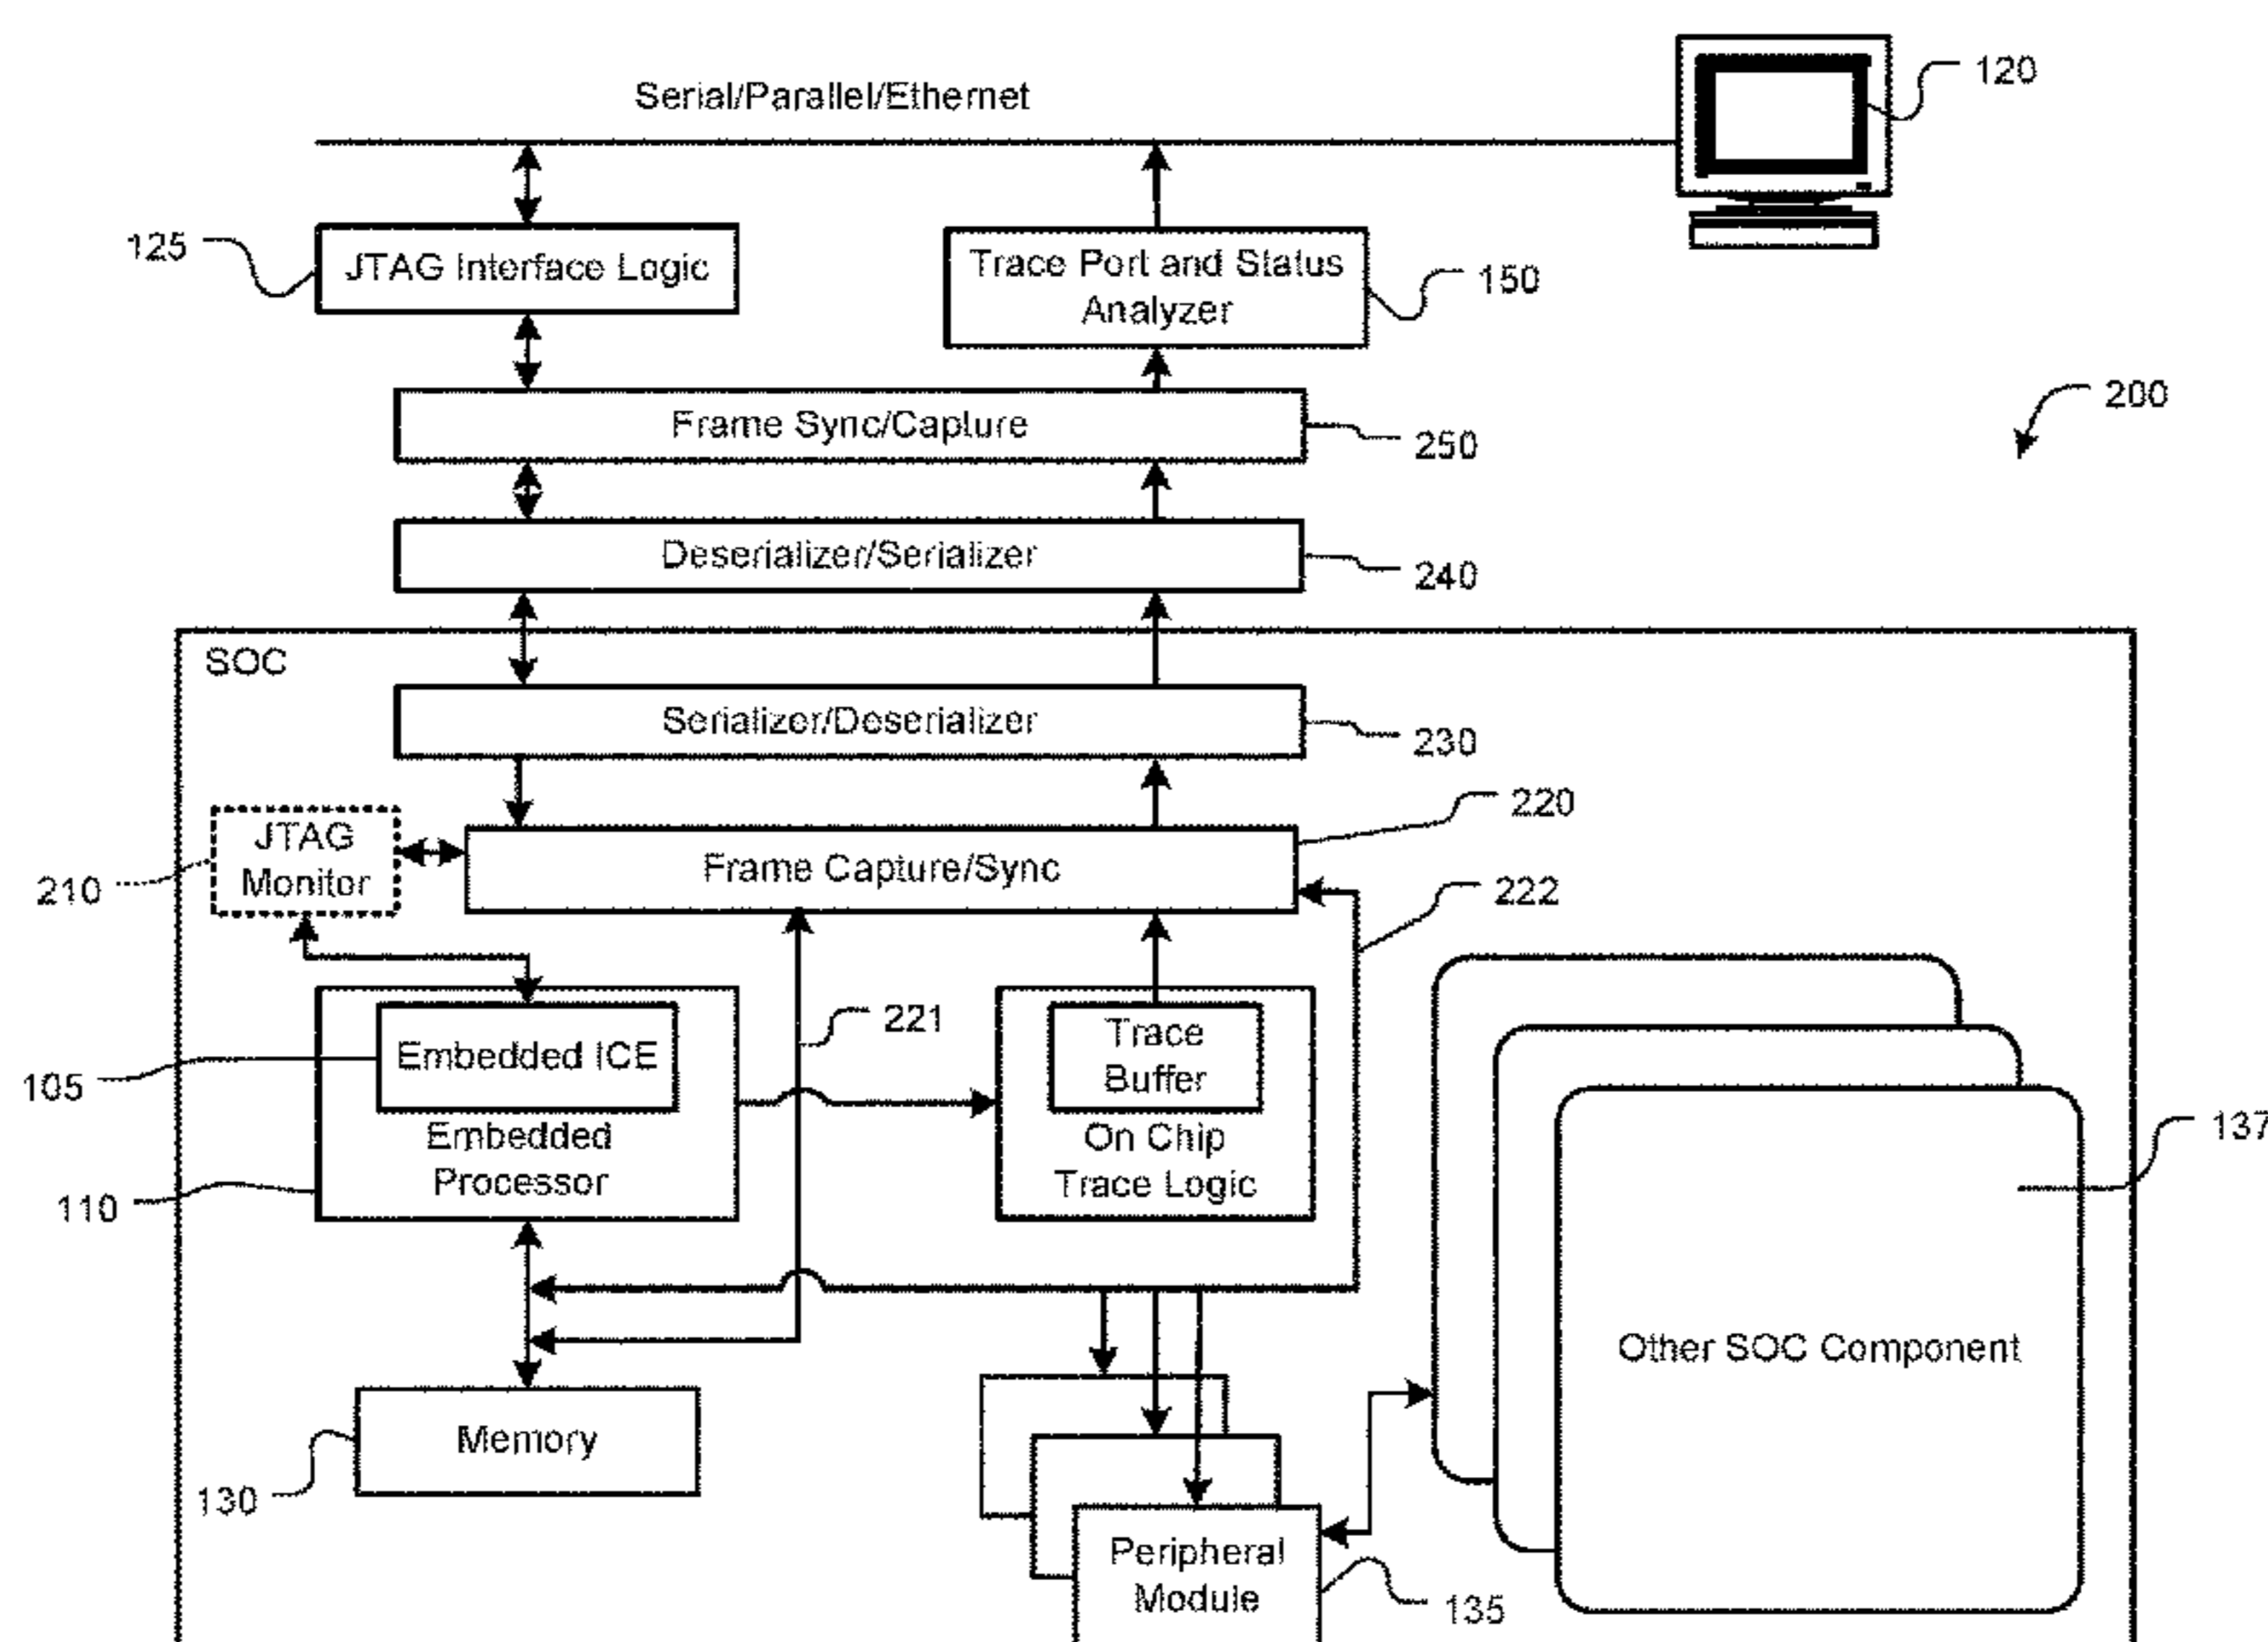 120
Serial/Parallel/Ethernet
125
JTAG Interface Logic
Trace Port and Status
Analyzer
150
200
Frame Sync/Capture
250
Deserializer/Serializer
240
SOC
Serializer/Deserializer
230
220
JTAG
Monitor
210
Frame Capture/Sync
222
221
Embedded ICE
105
Trace
Buffer
Embedded
Processor
On Chip
Trace Logic
110
137
Other SOC Component
Memory
130
Peripheral
Module
135